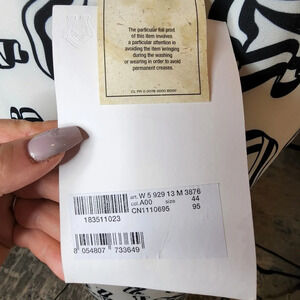 The particular foil print
of this item involves
a particular attention in
avoiding the item wringing
during the washing
or wearing in order to avoid
permanent creases.
art. W 5 929 13 M 3876
col. A00 size 44
CN1110695 95
183511023
8 054807 733649